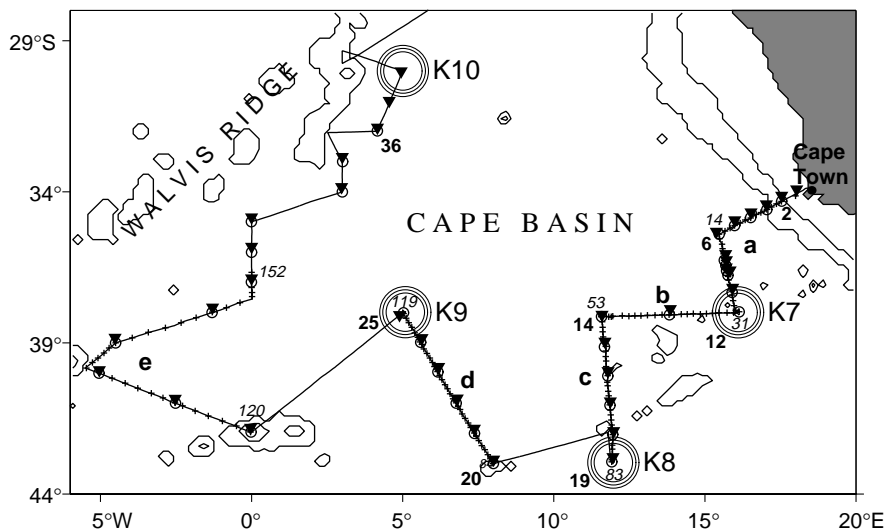 29°S
K10
WALVIS RIDGE
36
Cape
Town
34°
2
CAPE BASIN
14
6
a
152
119
K9
25
53
b
14
31
K7
12
39°
e
d
c
120
20
19
83
K8
44°
5°W
0°
5°
10°
15°
20°E